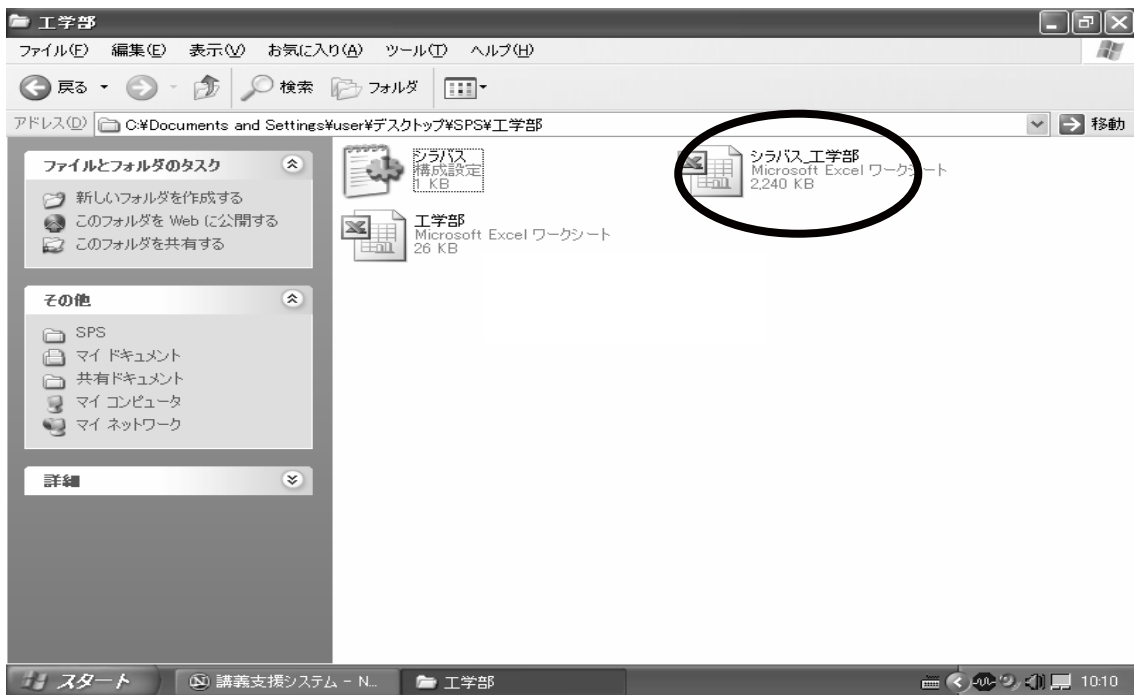 工学部
ファイル(F) 編集(E) 表示(V) お気に入り(A) ツール(T) ヘルプ(H)
戻る 検索 フォルダ
アドレス(D) C:¥Documents and Settings¥user¥デスクトップ¥SPS¥工学部 移動
ファイルとフォルダのタスク
新しいフォルダを作成する
このフォルダを Web に公開する
このフォルダを共有する
その他
SPS
マイ ドキュメント
共有ドキュメント
マイ コンピュータ
マイ ネットワーク
詳細
シラバス
構成設定
1 KB
シラバス_工学部
Microsoft Excel ワークシート
2,240 KB
工学部
Microsoft Excel ワークシート
26 KB
スタート 講義支援システム - N... 工学部 10:10